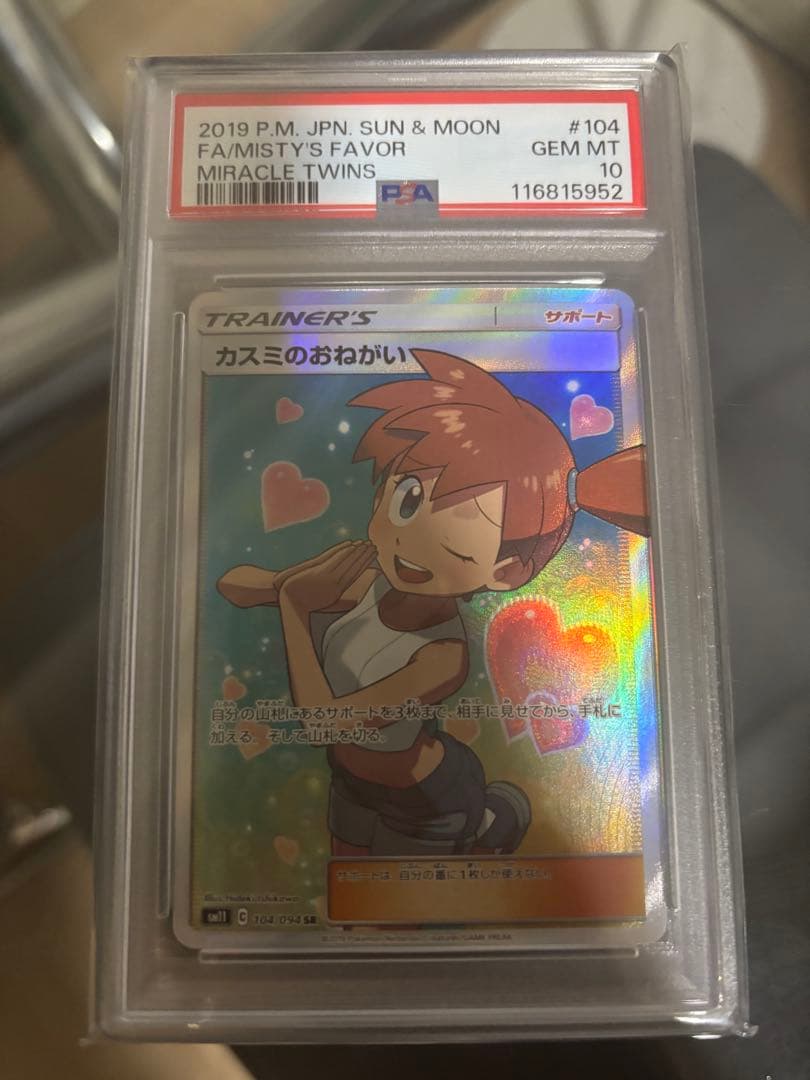 2019 P.M. JPN. SUN & MOON #104
FA/MISTY'S FAVOR GEM MT
MIRACLE TWINS 10
PSA 116815952
TRAINER'S サポート
カスミのおねがい
自分の山札にあるサポートを3枚まで、相手に見せてから、手札に
加える。そして山札を切る。
サポートは、自分の番に1枚しか使えない。
sm11 C 104/094 SR